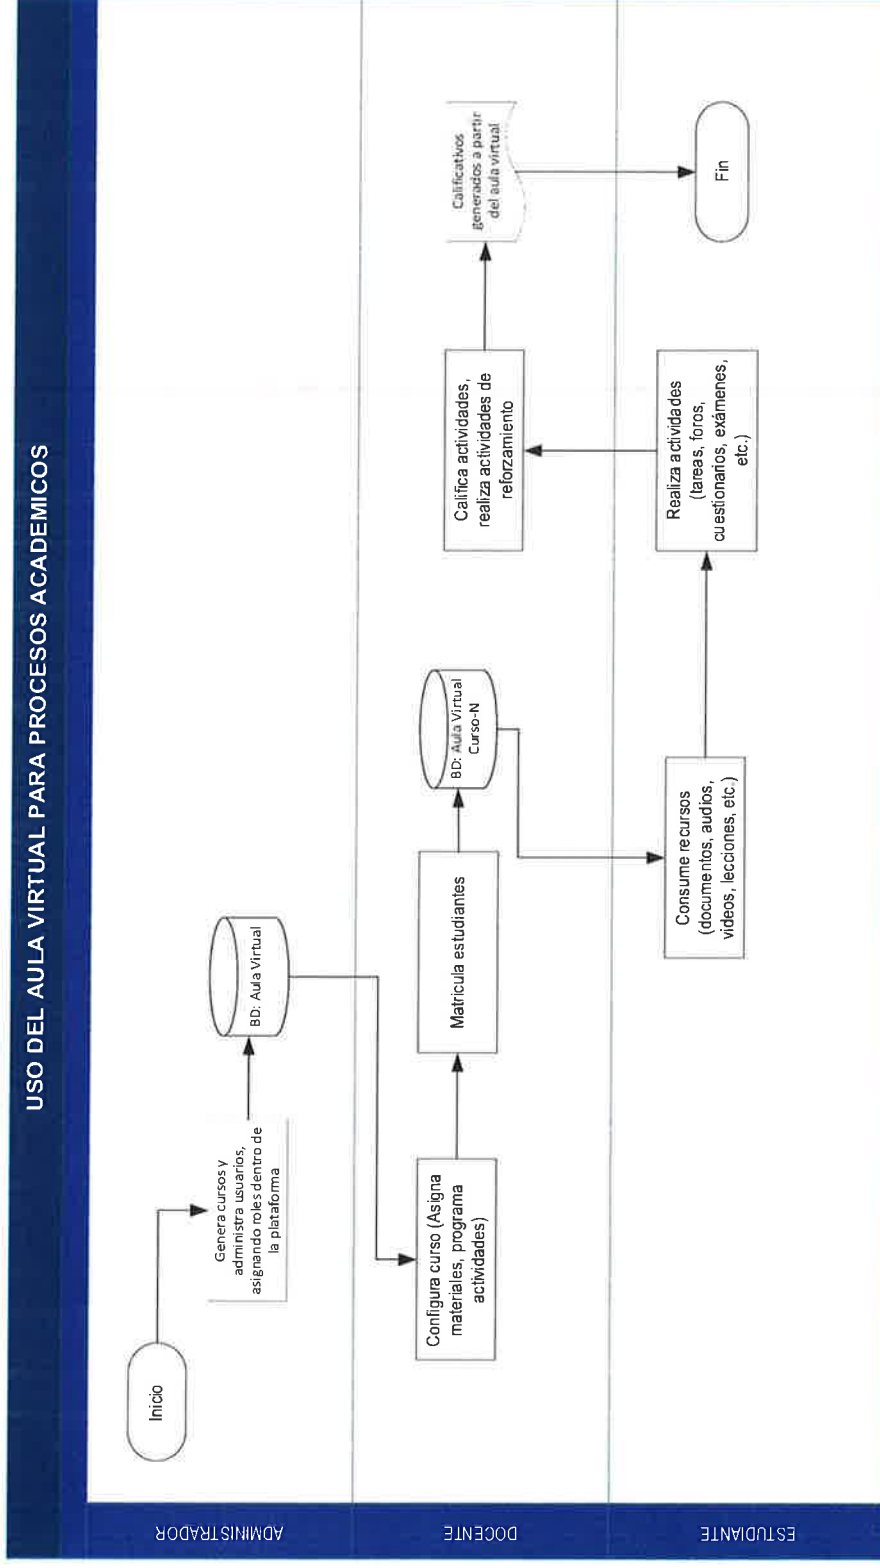 USO DEL AULA VIRTUAL PARA PROCESOS ACADEMICOS
ADMINISTRADOR
Inicio
Genera cursos y
administra usuarios,
asignando roles dentro de
la plataforma
BD: Aula Virtual
DOCENTE
Configura curso (Asigna
materiales, programa
actividades)
Matricula estudiantes
BD: Aula Virtual
Curso-N
Califica actividades,
realiza actividades de
reforzamiento
Calificativos
generados a partir
del aula virtual
ESTUDIANTE
Consume recursos
(documentos, audios,
videos, lecciones, etc.)
Realiza actividades
(tareas, foros,
cuestionarios, exámenes,
etc.)
Fin